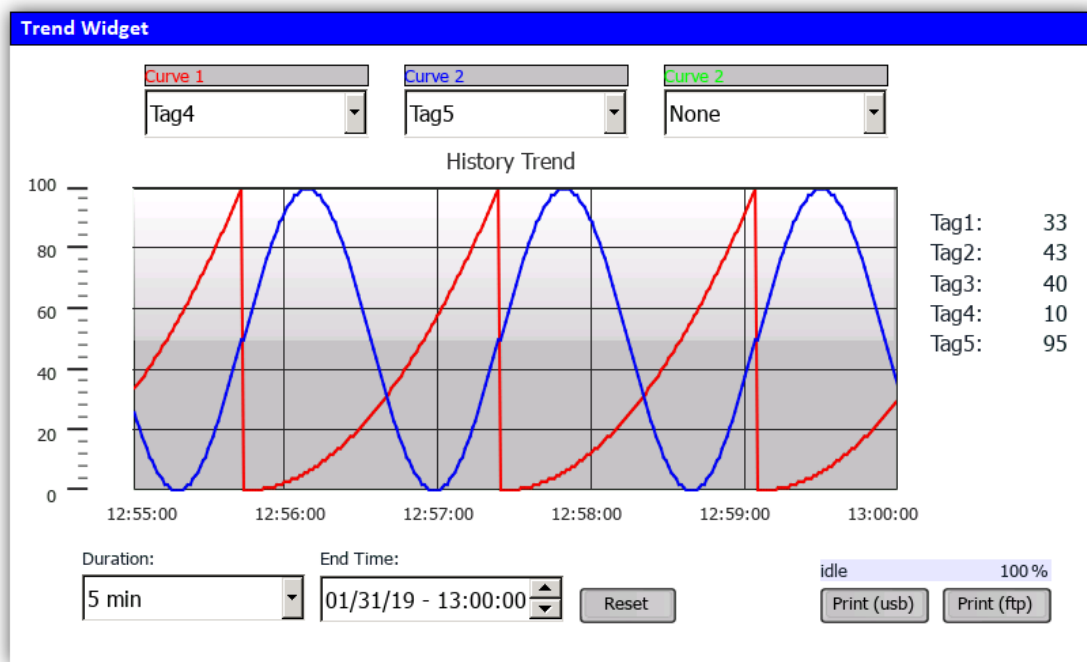 Trend Widget
Curve 1 Curve 2 Curve 2
Tag4 Tag5 None
History Trend
100
80
60
40
20
0
Tag1: 33
Tag2: 43
Tag3: 40
Tag4: 10
Tag5: 95
12:55:00 12:56:00 12:57:00 12:58:00 12:59:00 13:00:00
Duration: End Time:
idle 100 %
5 min 01/31/19 - 13:00:00 Reset Print (usb) Print (ftp)